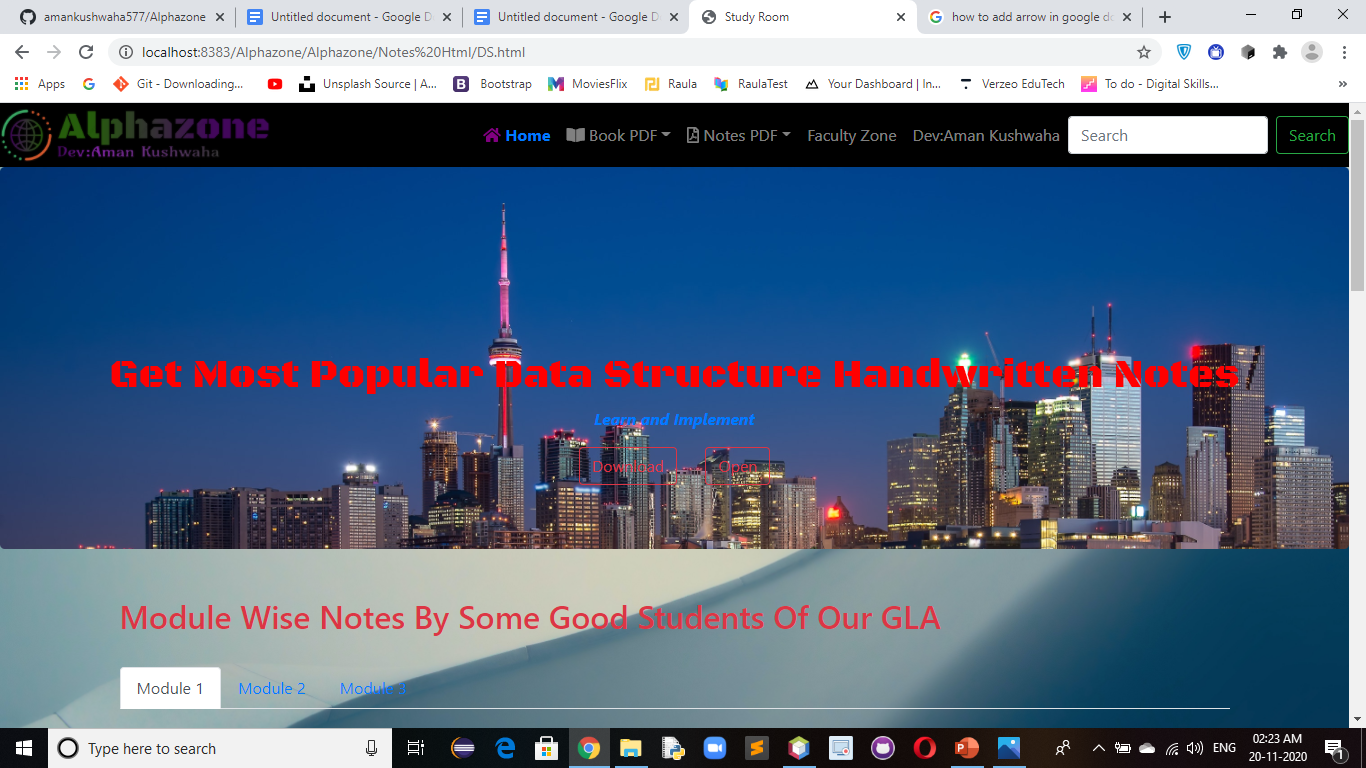 amankushwaha577/Alphazone
Untitled document - Google D
Untitled document - Google D
Study Room
how to add arrow in google do
localhost:8383/Alphazone/Alphazone/Notes%20Html/DS.html
Apps
Git - Downloading...
Unsplash Source | A...
Bootstrap
MoviesFlix
Raula
RaulaTest
Your Dashboard | In...
Verzeo EduTech
To do - Digital Skills...
»
Alphazone
Dev:Aman Kushwaha
Home
Book PDF
Notes PDF
Faculty Zone
Dev:Aman Kushwaha
Search
Search
Get Most Popular Data Structure Handwritten Notes
Learn and Implement
Download
Open
Module Wise Notes By Some Good Students Of Our GLA
Module 1
Module 2
Module 3
Type here to search
ENG
02:23 AM
20-11-2020
1